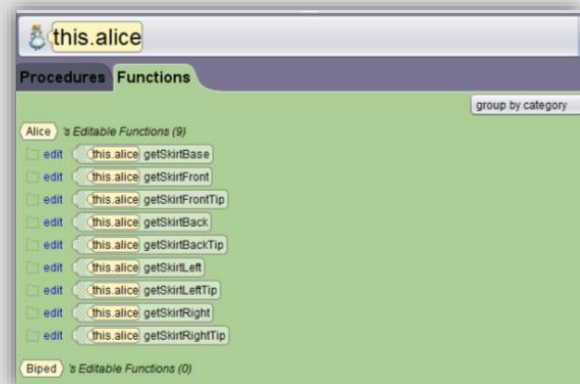 this.alice
Procedures Functions
group by category
Alice 's Editable Functions (9)
edit this.alice getSkirtBase
edit this.alice getSkirtFront
edit this.alice getSkirtFrontTip
edit this.alice getSkirtBack
edit this.alice getSkirtBackTip
edit this.alice getSkirtLeft
edit this.alice getSkirtLeftTip
edit this.alice getSkirtRight
edit this.alice getSkirtRightTip
Biped 's Editable Functions (0)